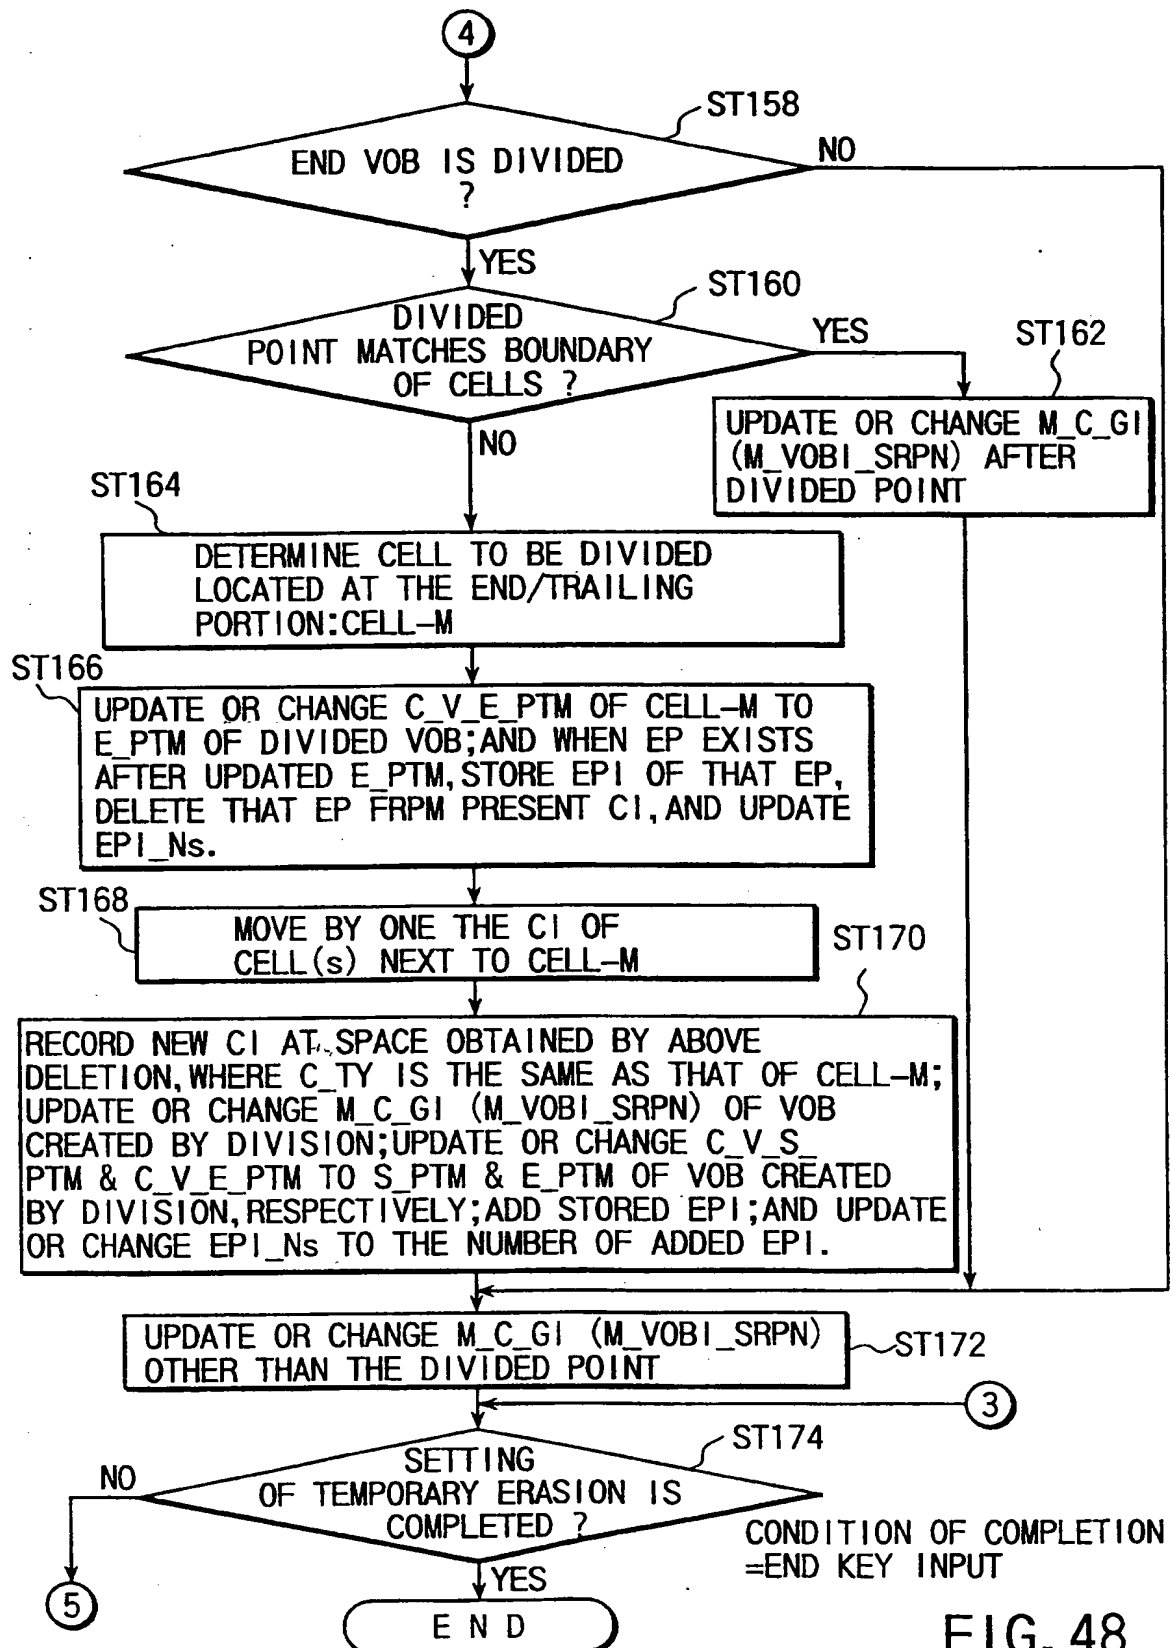 4
ST158
END VOB IS DIVIDED
?
NO
YES
ST160
DIVIDED
POINT MATCHES BOUNDARY
OF CELLS ?
YES
ST162
UPDATE OR CHANGE M_C_GI
(M_VOBI_SRPN) AFTER
DIVIDED POINT
NO
ST164
DETERMINE CELL TO BE DIVIDED
LOCATED AT THE END/TRAILING
PORTION:CELL-M
ST166
UPDATE OR CHANGE C_V_E_PTM OF CELL-M TO
E_PTM OF DIVIDED VOB;AND WHEN EP EXISTS
AFTER UPDATED E_PTM,STORE EPI OF THAT EP,
DELETE THAT EP FRPM PRESENT CI,AND UPDATE
EPI_Ns.
ST168
MOVE BY ONE THE CI OF
CELL(s) NEXT TO CELL-M
ST170
RECORD NEW CI AT SPACE OBTAINED BY ABOVE
DELETION,WHERE C_TY IS THE SAME AS THAT OF CELL-M;
UPDATE OR CHANGE M_C_GI (M_VOBI_SRPN) OF VOB
CREATED BY DIVISION;UPDATE OR CHANGE C_V_S_
PTM & C_V_E_PTM TO S_PTM & E_PTM OF VOB CREATED
BY DIVISION,RESPECTIVELY;ADD STORED EPI;AND UPDATE
OR CHANGE EPI_Ns TO THE NUMBER OF ADDED EPI.
UPDATE OR CHANGE M_C_GI (M_VOBI_SRPN)
OTHER THAN THE DIVIDED POINT
ST172
3
ST174
SETTING
OF TEMPORARY ERASION IS
COMPLETED ?
NO
CONDITION OF COMPLETION
=END KEY INPUT
YES
5
END
FIG. 48